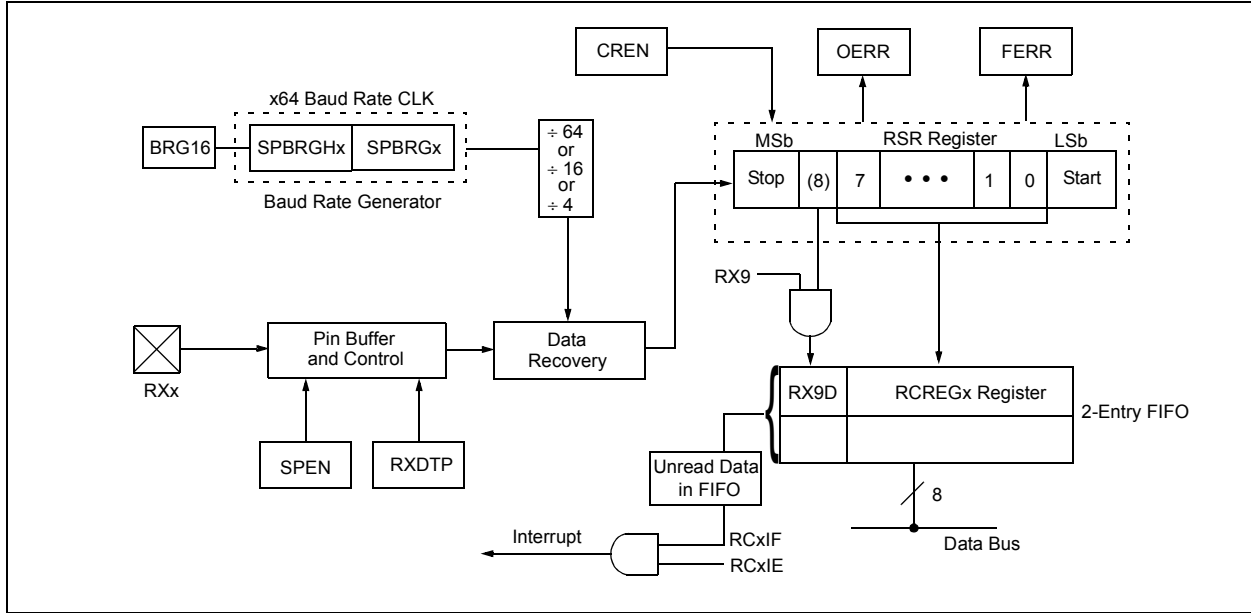 CREN
OERR
FERR
x64 Baud Rate CLK
BRG16
SPBRGHx
SPBRGx
Baud Rate Generator
÷ 64
or
÷ 16
or
÷ 4
MSb
RSR Register
LSb
Stop
(8)
7
• • •
1
0
Start
RX9
RXx
Pin Buffer
and Control
Data
Recovery
SPEN
RXDTP
RX9D
RCREGx Register
2-Entry FIFO
Unread Data
in FIFO
8
Data Bus
Interrupt
RCxIF
RCxIE